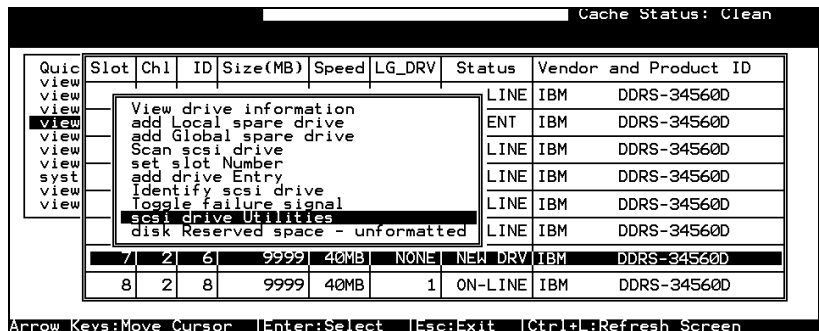 Cache Status: Clean
Quic
view
view
view
view
view
view
syst
view
view
Slot Chl ID Size(MB) Speed LG_DRV Status Vendor and Product ID
LINE IBM DDRS-34560D
ENT IBM DDRS-34560D
LINE IBM DDRS-34560D
LINE IBM DDRS-34560D
LINE IBM DDRS-34560D
View drive information
add Local spare drive
add Global spare drive
Scan scsi drive
set slot Number
add drive Entry
Identify scsi drive
Toggle failure signal
scsi drive Utilities
disk Reserved space - unformatted
7 2 6 9999 40MB NONE NEW DRV IBM DDRS-34560D
8 2 8 9999 40MB 1 ON-LINE IBM DDRS-34560D
Arrow Keys:Move Cursor |Enter:Select |Esc:Exit |Ctrl+L:Refresh Screen